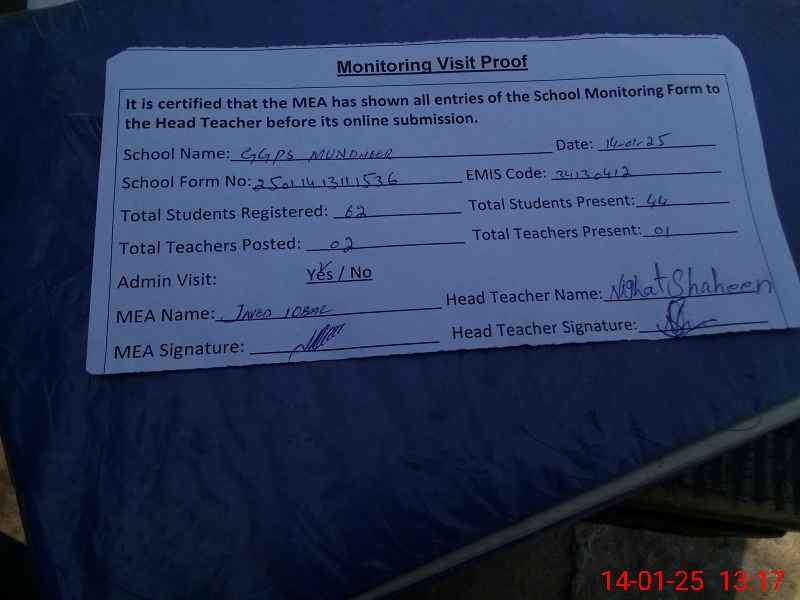 Monitoring Visit Proof
It is certified that the MEA has shown all entries of the School Monitoring Form to
the Head Teacher before its online submission.
School Name: GGPS MUNDMEER Date: 14-01-25
School Form No: 2501141311536 EMIS Code: 34130412
Total Students Registered: 62 Total Students Present: 44
Total Teachers Posted: 02 Total Teachers Present: 01
Admin Visit: Yes / No
MEA Name: JAVED IQBAL Head Teacher Name: Nighat Shaheen
MEA Signature: Head Teacher Signature:
14-01-25 13:17